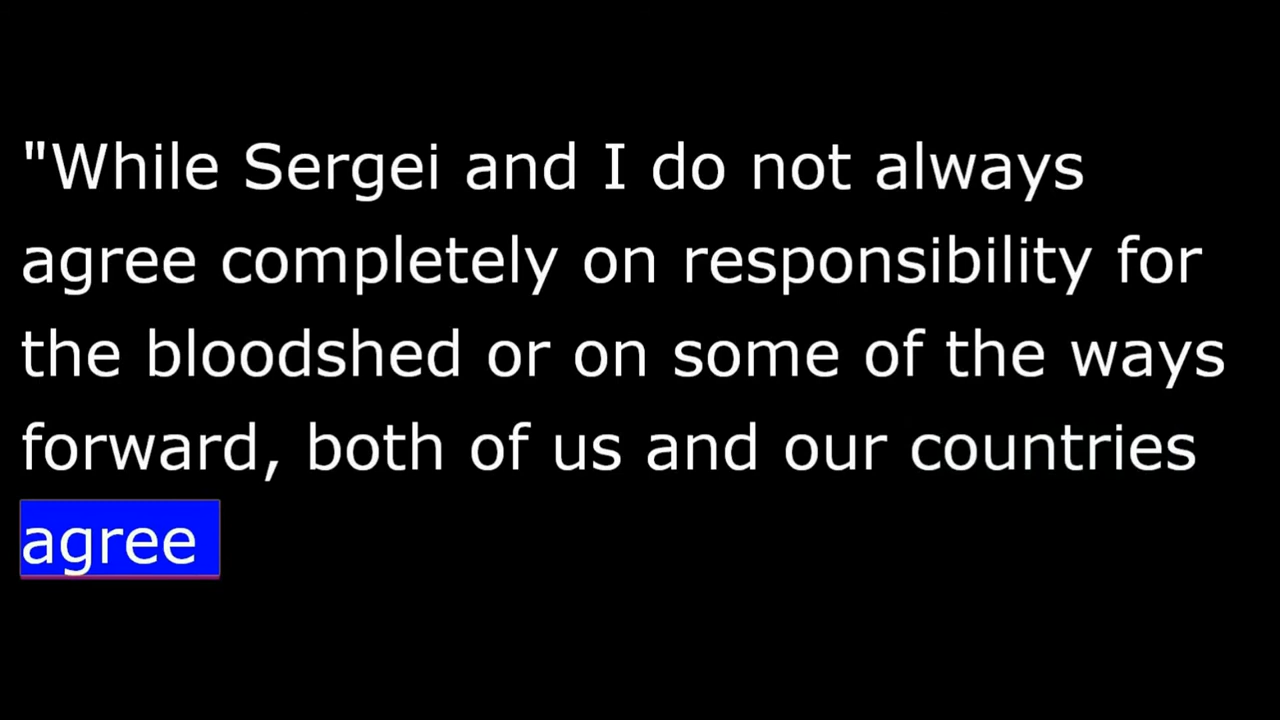 "While Sergei and I do not always
agree completely on responsibility for
the bloodshed or on some of the ways
forward, both of us and our countries
agree